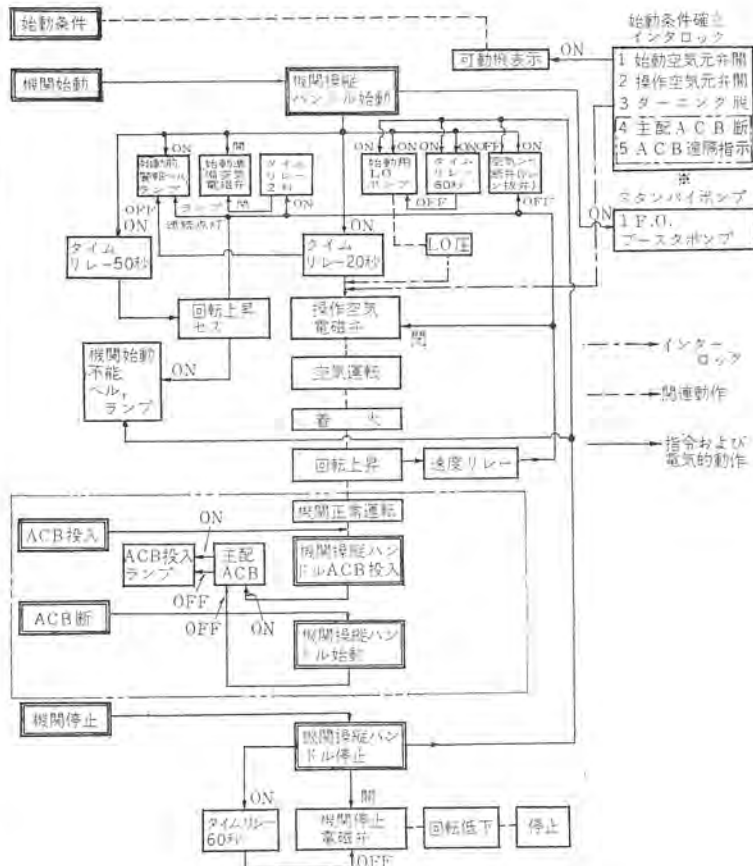 始動条件
始動条件確立
インタロック
可動機表示
ON
1 始動空気元弁開
2 操作空気元弁開
3 ターニング脱
4 主配ACB断
5 ACB遠隔指示
※
スタンバイポンプ
ON
1 F.O.
ブースタポンプ
機関始動
機関操縦
ハンドル始動
ON
開
ON
ON
ON
ON
OFF
ON
始動前
警報ベル
ランプ
始動準
備空気
電磁弁
タイム
リレー
2秒
始動用
LO
ポンプ
タイム
リレー
60秒
OFF
ランプ
閉
ON
OFF
OFF
連続点灯
ON
ON
タイム
リレー50秒
タイム
リレー20秒
LO圧
回転上昇
セズ
操作空気
電磁弁
閉
機関始動
不能
ベル,
ランプ
ON
空気運転
着 火
回転上昇
速度リレー
インター
ロック
関連動作
指令および
電気的動作
機関正常運転
ACB投入
ON
ACB投入
ランプ
主配
ACB
機関操縦ハン
ドルACB投入
OFF
OFF
ON
ACB断
機関操縦ハン
ドル始動
機関停止
機関操縦ハン
ドル停止
ON
開
タイムリレー
60秒
機関停止
電磁弁
回転低下
停止
OFF